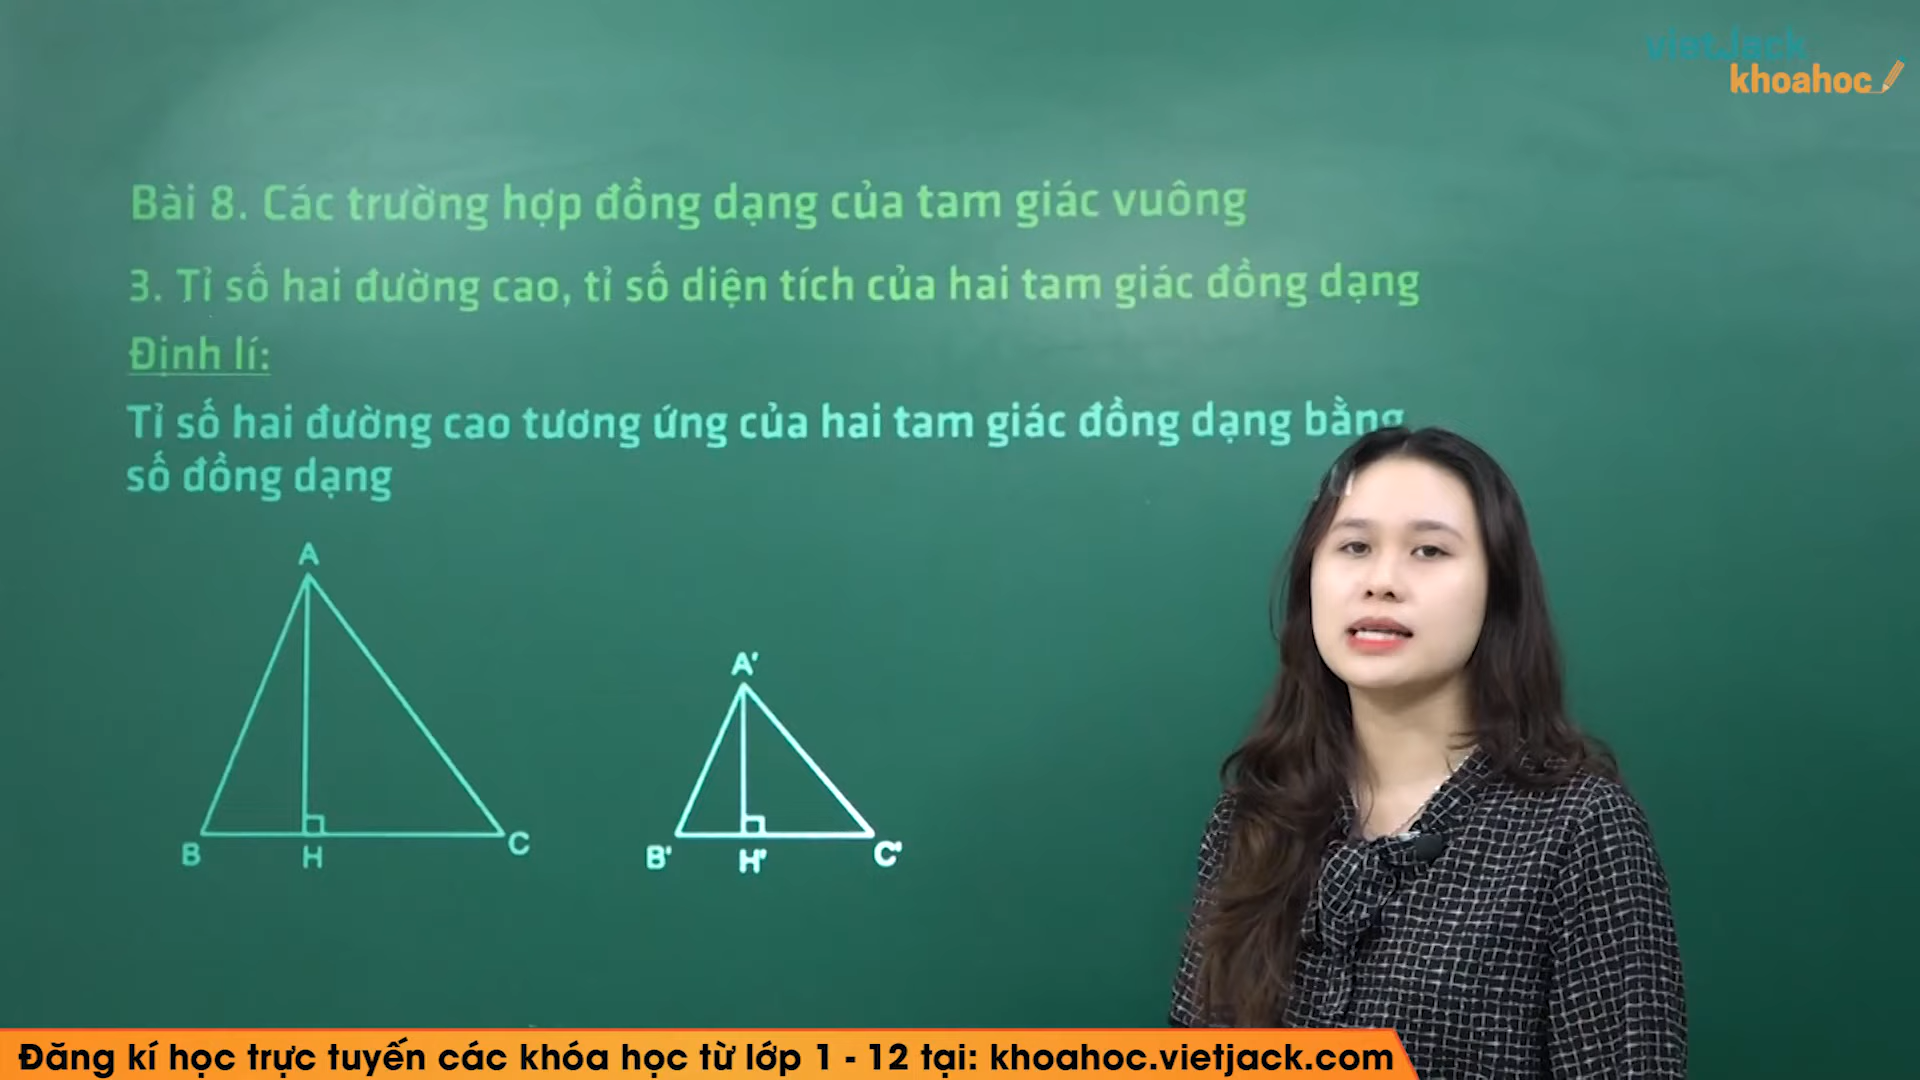 vietJack
khoahoc
Bài 8. Các trường hợp đồng dạng của tam giác vuông
3. Tỉ số hai đường cao, tỉ số diện tích của hai tam giác đồng dạng
Định lí:
Tỉ số hai đường cao tương ứng của hai tam giác đồng dạng bằng
số đồng dạng
A
A'
B
H
C
B'
H'
C'
Đăng kí học trực tuyến các khóa học từ lớp 1 - 12 tại: khoahoc.vietjack.com